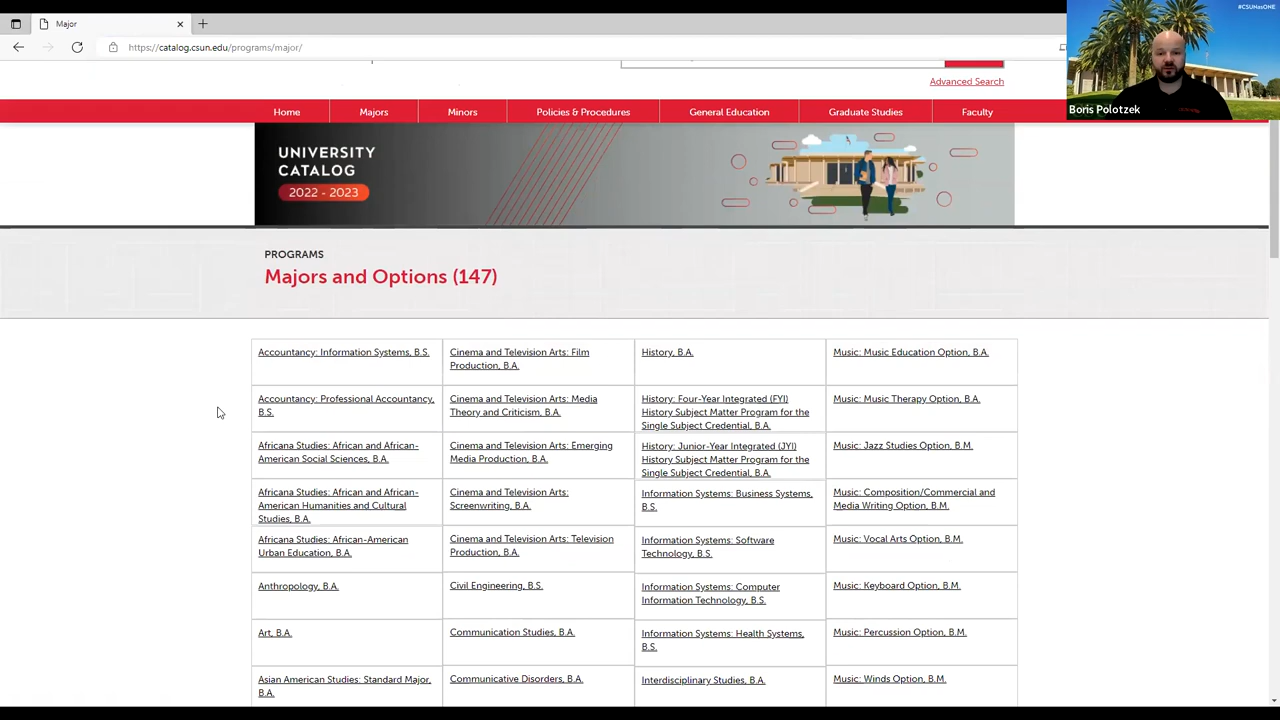 Major
https://catalog.csun.edu/programs/major/
#CSUNasONE
Boris Polotzek
Advanced Search
Home
Majors
Minors
Policies & Procedures
General Education
Graduate Studies
Faculty
UNIVERSITY
CATALOG
2022 - 2023
PROGRAMS
Majors and Options (147)
Accountancy: Information Systems, B.S.
Accountancy: Professional Accountancy,
B.S.
Africana Studies: African and African-
American Social Sciences, B.A.
Africana Studies: African and African-
American Humanities and Cultural
Studies, B.A.
Africana Studies: African-American
Urban Education, B.A.
Anthropology, B.A.
Art, B.A.
Asian American Studies: Standard Major,
B.A.
Cinema and Television Arts: Film
Production, B.A.
Cinema and Television Arts: Media
Theory and Criticism, B.A.
Cinema and Television Arts: Emerging
Media Production, B.A.
Cinema and Television Arts:
Screenwriting, B.A.
Cinema and Television Arts: Television
Production, B.A.
Civil Engineering, B.S.
Communication Studies, B.A.
Communicative Disorders, B.A.
History, B.A.
History: Four-Year Integrated (FYI)
History Subject Matter Program for the
Single Subject Credential, B.A.
History: Junior-Year Integrated (JYI)
History Subject Matter Program for the
Single Subject Credential, B.A.
Information Systems: Business Systems,
B.S.
Information Systems: Software
Technology, B.S.
Information Systems: Computer
Information Technology, B.S.
Information Systems: Health Systems,
B.S.
Interdisciplinary Studies, B.A.
Music: Music Education Option, B.A.
Music: Music Therapy Option, B.A.
Music: Jazz Studies Option, B.M.
Music: Composition/Commercial and
Media Writing Option, B.M.
Music: Vocal Arts Option, B.M.
Music: Keyboard Option, B.M.
Music: Percussion Option, B.M.
Music: Winds Option, B.M.